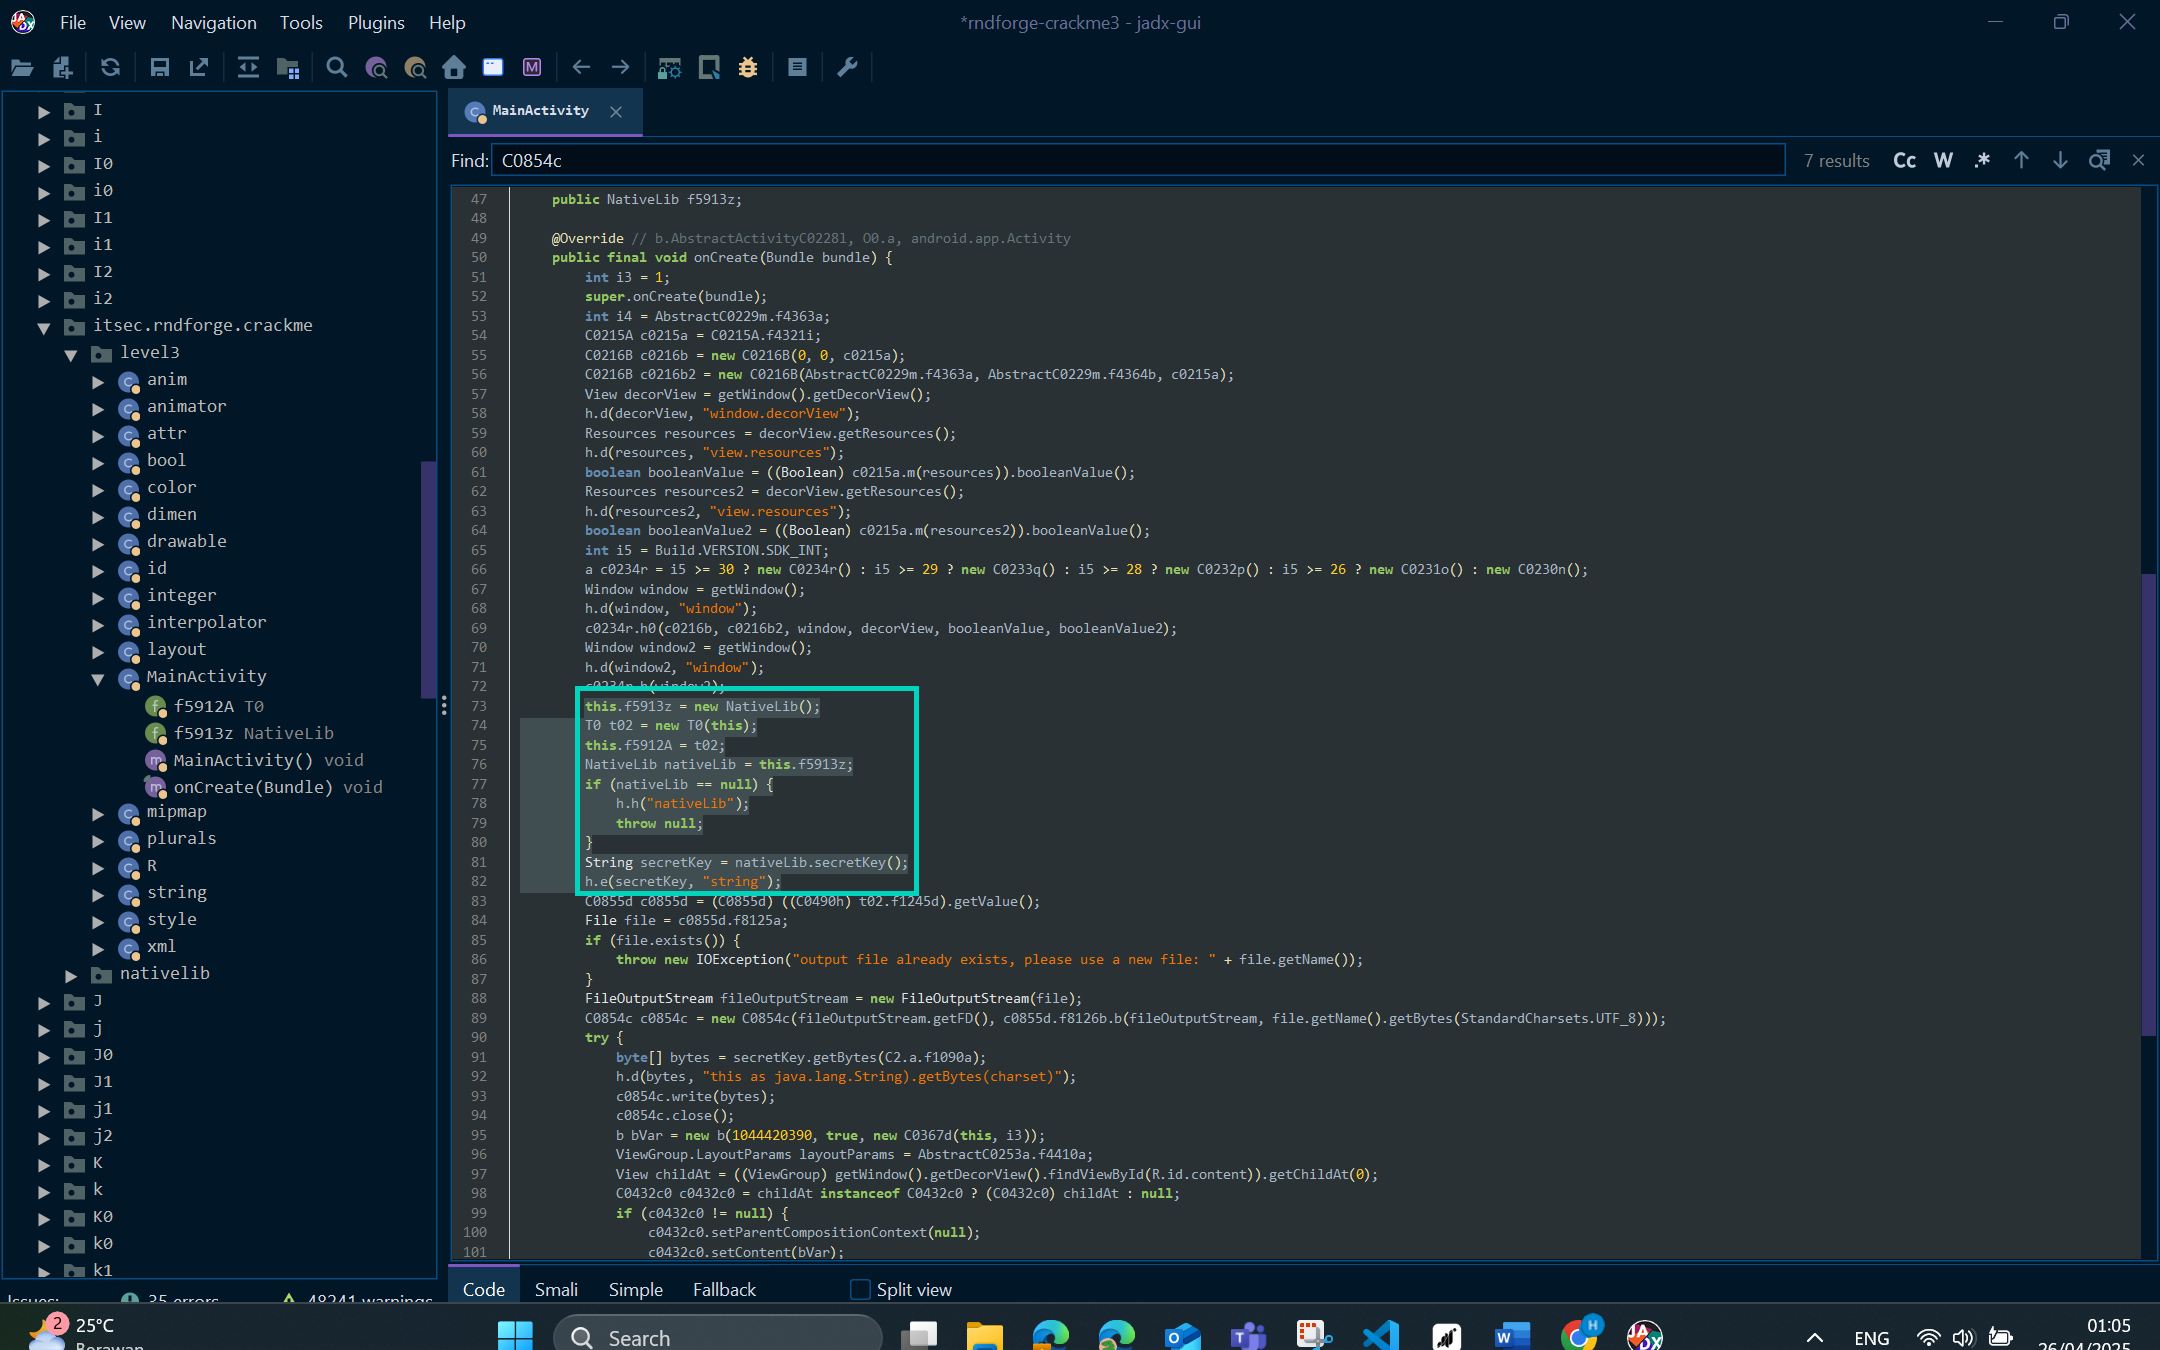 File View Navigation Tools Plugins Help
*rndforge-crackme3 - jadx-gui
I
i
I0
i0
I1
i1
I2
i2
itsec.rndforge.crackme
level3
anim
animator
attr
bool
color
dimen
drawable
id
integer
interpolator
layout
MainActivity
f5912A T0
f5913z NativeLib
MainActivity() void
onCreate(Bundle) void
mipmap
plurals
R
string
style
xml
nativelib
J
j
J0
J1
j1
j2
K
k
K0
k0
k1
Issues: 35 errors 48241 warnings
MainActivity
Find: C0854c 7 results Cc W .*
47 public NativeLib f5913z;
48
49 @Override // b.AbstractActivityC0228l, O0.a, android.app.Activity
50 public final void onCreate(Bundle bundle) {
51 int i3 = 1;
52 super.onCreate(bundle);
53 int i4 = AbstractC0229m.f4363a;
54 C0215A c0215a = C0215A.f4321i;
55 C0216B c0216b = new C0216B(0, 0, c0215a);
56 C0216B c0216b2 = new C0216B(AbstractC0229m.f4363a, AbstractC0229m.f4364b, c0215a);
57 View decorView = getWindow().getDecorView();
58 h.d(decorView, "window.decorView");
59 Resources resources = decorView.getResources();
60 h.d(resources, "view.resources");
61 boolean booleanValue = ((Boolean) c0215a.m(resources)).booleanValue();
62 Resources resources2 = decorView.getResources();
63 h.d(resources2, "view.resources");
64 boolean booleanValue2 = ((Boolean) c0215a.m(resources2)).booleanValue();
65 int i5 = Build.VERSION.SDK_INT;
66 a c0234r = i5 >= 30 ? new C0234r() : i5 >= 29 ? new C0233q() : i5 >= 28 ? new C0232p() : i5 >= 26 ? new C0231o() : new C0230n();
67 Window window = getWindow();
68 h.d(window, "window");
69 c0234r.h0(c0216b, c0216b2, window, decorView, booleanValue, booleanValue2);
70 Window window2 = getWindow();
71 h.d(window2, "window");
72 c0234r.h(window2);
73 this.f5913z = new NativeLib();
74 T0 t02 = new T0(this);
75 this.f5912A = t02;
76 NativeLib nativeLib = this.f5913z;
77 if (nativeLib == null) {
78 h.h("nativeLib");
79 throw null;
80 }
81 String secretKey = nativeLib.secretKey();
82 h.e(secretKey, "string");
83 C0855d c0855d = (C0855d) ((C0490h) t02.f1245d).getValue();
84 File file = c0855d.f8125a;
85 if (file.exists()) {
86 throw new IOException("output file already exists, please use a new file: " + file.getName());
87 }
88 FileOutputStream fileOutputStream = new FileOutputStream(file);
89 C0854c c0854c = new C0854c(fileOutputStream.getFD(), c0855d.f8126b.b(fileOutputStream, file.getName().getBytes(StandardCharsets.UTF_8)));
90 try {
91 byte[] bytes = secretKey.getBytes(C2.a.f1090a);
92 h.d(bytes, "this as java.lang.String).getBytes(charset)");
93 c0854c.write(bytes);
94 c0854c.close();
95 b bVar = new b(1044420390, true, new C0367d(this, i3));
96 ViewGroup.LayoutParams layoutParams = AbstractC0253a.f4410a;
97 View childAt = ((ViewGroup) getWindow().getDecorView().findViewById(R.id.content)).getChildAt(0);
98 C0432c0 c0432c0 = childAt instanceof C0432c0 ? (C0432c0) childAt : null;
99 if (c0432c0 != null) {
100 c0432c0.setParentCompositionContext(null);
101 c0432c0.setContent(bVar);
Code Smali Simple Fallback Split view
2 25°C
Berawan
Search
ENG
01:05
26/04/2025